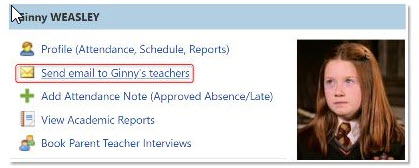 Ginny WEASLEY
Profile (Attendance, Schedule, Reports)
Send email to Ginny's teachers
Add Attendance Note (Approved Absence/Late)
View Academic Reports
Book Parent Teacher Interviews